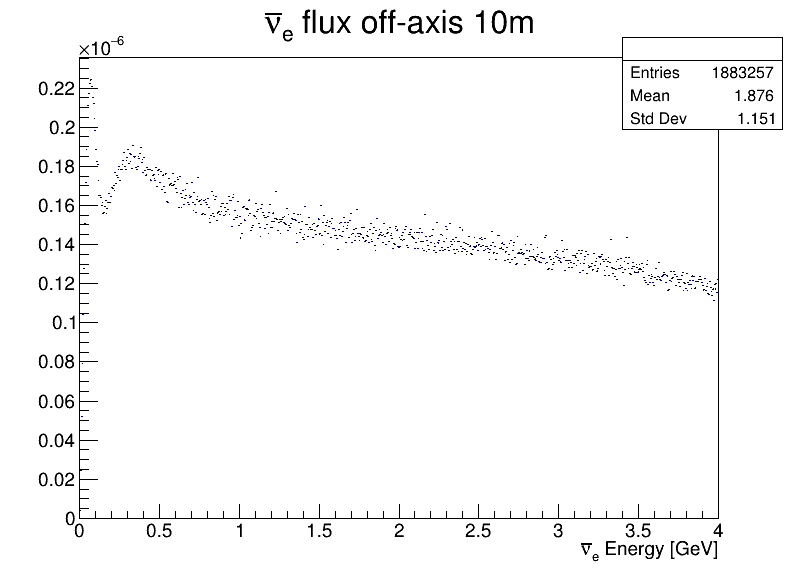 ν̅e flux off-axis 10m
×10⁻⁶
Entries 1883257
Mean 1.876
Std Dev 1.151
0.22
0.2
0.18
0.16
0.14
0.12
0.1
0.08
0.06
0.04
0.02
0
0 0.5 1 1.5 2 2.5 3 3.5 4
ν̅e Energy [GeV]